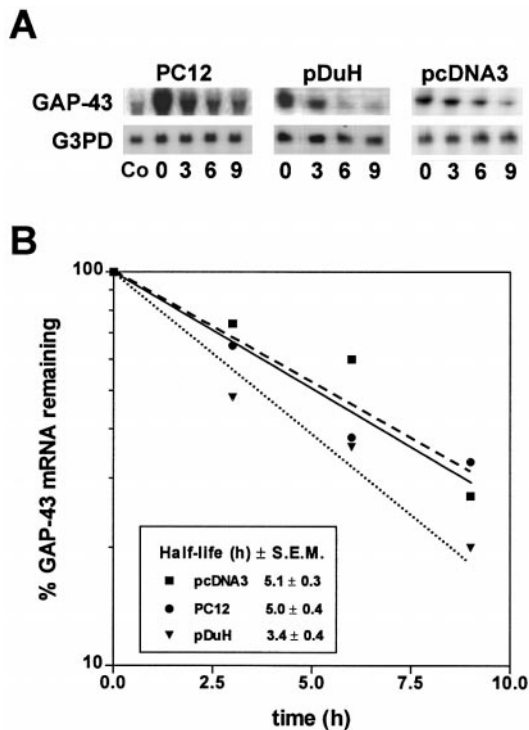 A
PC12 pDuH pcDNA3
GAP-43
G3PD
Co 0 3 6 9 0 3 6 9 0 3 6 9
B
100
% GAP-43 mRNA remaining
Half-life (h) ± S.E.M.
pcDNA3 5.1 ± 0.3
PC12 5.0 ± 0.4
pDuH 3.4 ± 0.4
10
0.0 2.5 5.0 7.5 10.0
time (h)